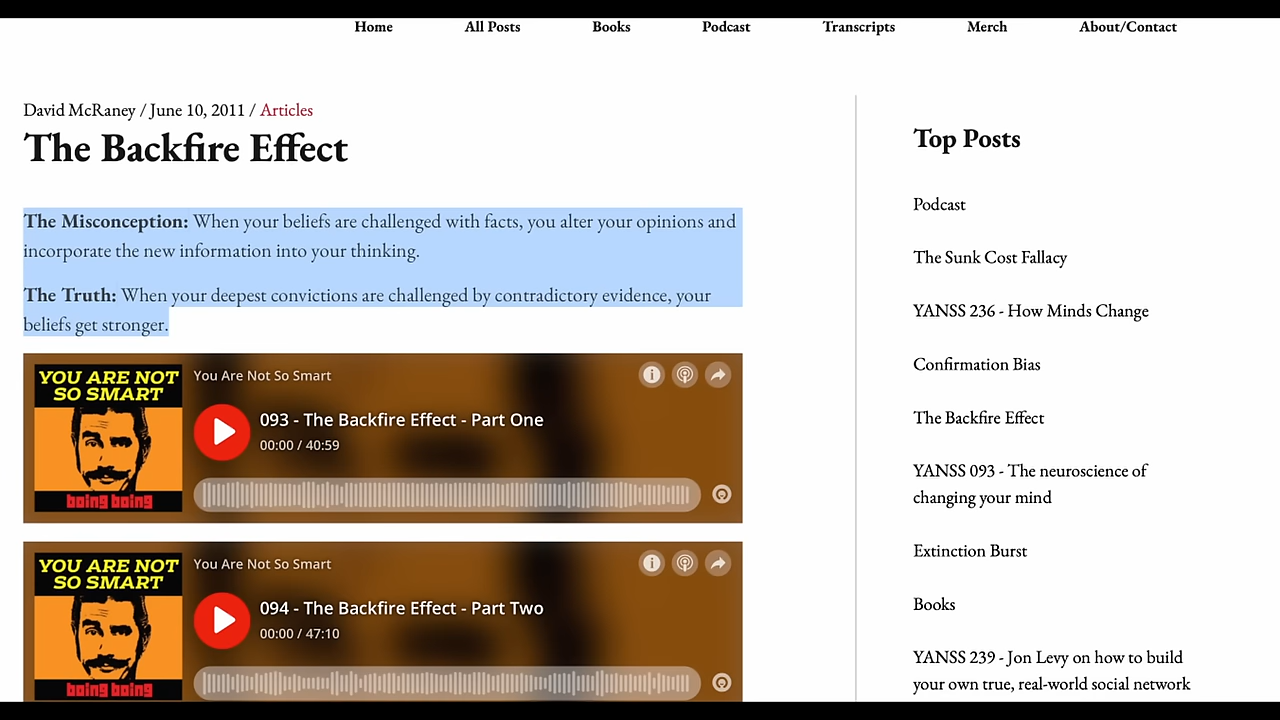 Home All Posts Books Podcast Transcripts Merch About/Contact
David McRaney / June 10, 2011 / Articles
The Backfire Effect
The Misconception: When your beliefs are challenged with facts, you alter your opinions and
incorporate the new information into your thinking.
The Truth: When your deepest convictions are challenged by contradictory evidence, your
beliefs get stronger.
YOU ARE NOT
SO SMART
boing boing
You Are Not So Smart
093 - The Backfire Effect - Part One
00:00 / 40:59
YOU ARE NOT
SO SMART
boing boing
You Are Not So Smart
094 - The Backfire Effect - Part Two
00:00 / 47:10
Top Posts
Podcast
The Sunk Cost Fallacy
YANSS 236 - How Minds Change
Confirmation Bias
The Backfire Effect
YANSS 093 - The neuroscience of
changing your mind
Extinction Burst
Books
YANSS 239 - Jon Levy on how to build
your own true, real-world social network